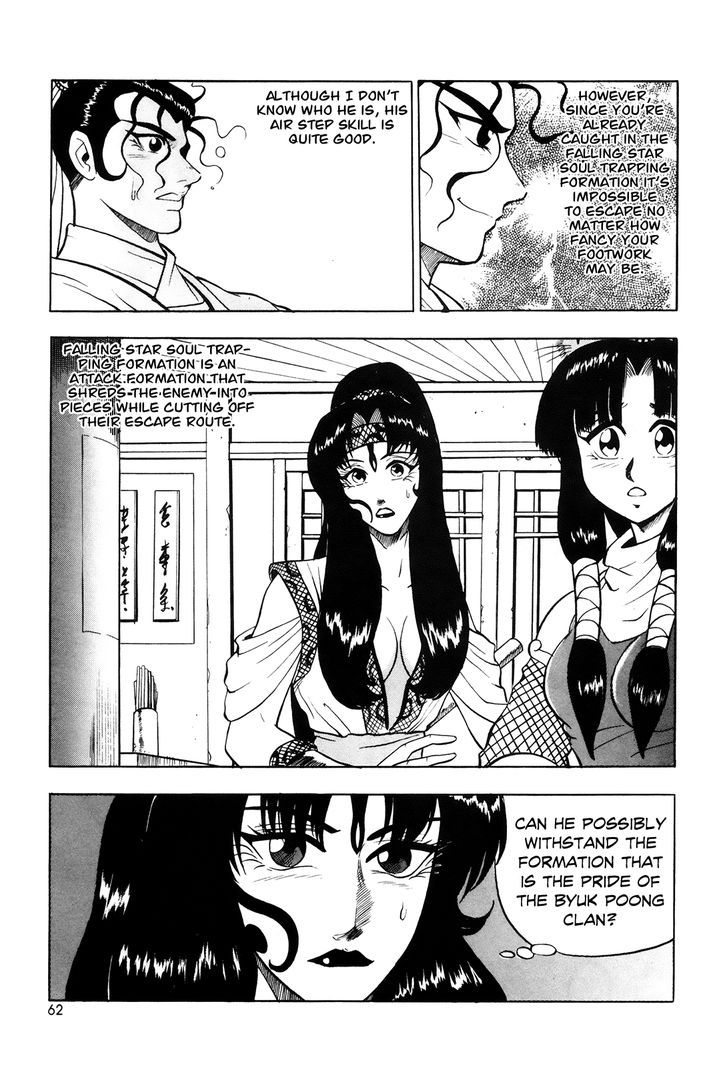 ALTHOUGH I DON'T
KNOW WHO HE IS, HIS
AIR STEP SKILL IS
QUITE GOOD.
HOWEVER,
SINCE YOU'RE
ALREADY
CAUGHT IN THE
FALLING STAR
SOUL TRAPPING
FORMATION IT'S
IMPOSSIBLE
TO ESCAPE NO
MATTER HOW
FANCY YOUR
FOOTWORK
MAY BE.
FALLING STAR SOUL TRAP-
PING FORMATION IS AN
ATTACK FORMATION THAT
SHREDS THE ENEMY INTO
PIECES WHILE CUTTING OFF
THEIR ESCAPE ROUTE.
CAN HE POSSIBLY
WITHSTAND THE
FORMATION THAT
IS THE PRIDE OF
THE BYUK POONG
CLAN?
62